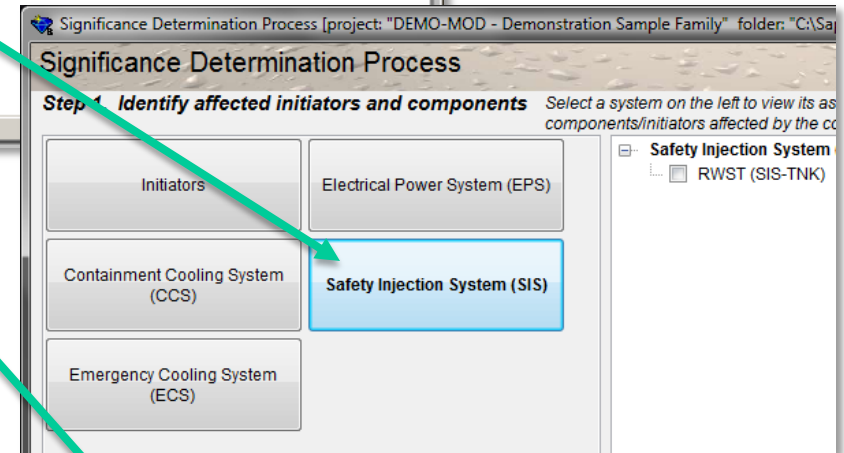 Significance Determination Process [project: "DEMO-MOD - Demonstration Sample Family" folder: "C:\Sa
Significance Determination Process
Step 1 Identify affected initiators and components
Select a system on the left to view its as
components/initiators affected by the co
Initiators
Electrical Power System (EPS)
Containment Cooling System
(CCS)
Safety Injection System (SIS)
Emergency Cooling System
(ECS)
Safety Injection System
RWST (SIS-TNK)